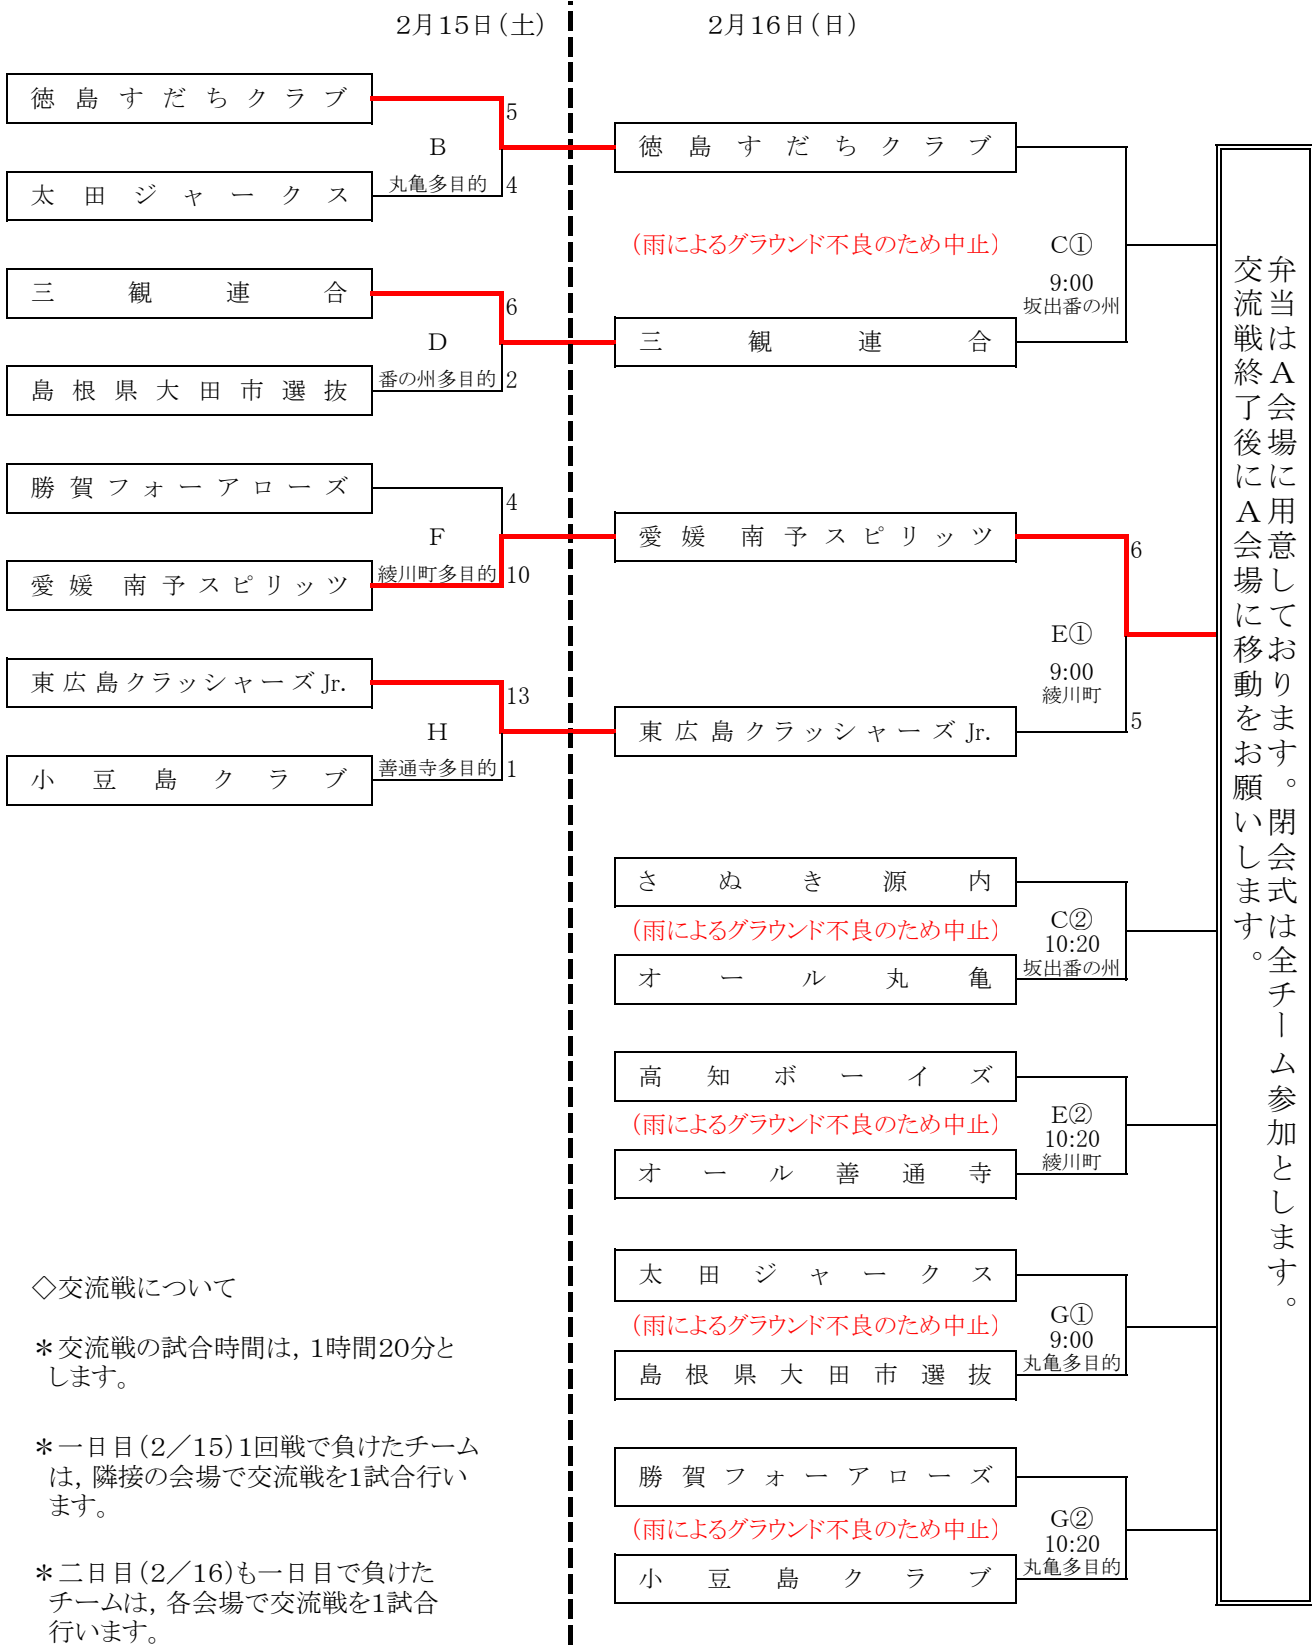 2月15日(土)
2月16日(日)
徳島すだちクラブ
5
B
丸亀多目的
4
太田ジャークス
三観連合
6
D
番の州多目的
2
島根県大田市選抜
勝賀フォーアローズ
4
F
綾川町多目的
10
愛媛 南予スピリッツ
東広島クラッシャーズJr.
13
H
善通寺多目的
1
小豆島クラブ
徳島すだちクラブ
(雨によるグラウンド不良のため中止)
C①
9:00
坂出番の州
三観連合
愛媛 南予スピリッツ
6
E①
9:00
綾川町
5
東広島クラッシャーズJr.
さぬき源内
(雨によるグラウンド不良のため中止)
C②
10:20
坂出番の州
オール丸亀
高知ボーイズ
(雨によるグラウンド不良のため中止)
E②
10:20
綾川町
オール善通寺
太田ジャークス
(雨によるグラウンド不良のため中止)
G①
9:00
丸亀多目的
島根県大田市選抜
勝賀フォーアローズ
(雨によるグラウンド不良のため中止)
G②
10:20
丸亀多目的
小豆島クラブ
弁当はA会場に用意しております。閉会式は全チーム参加とします。
交流戦終了後にA会場に移動をお願いします。
◇交流戦について
＊交流戦の試合時間は,1時間20分と
します。
＊一日目(2／15)1回戦で負けたチーム
は,隣接の会場で交流戦を1試合行い
ます。
＊二日目(2／16)も一日目で負けた
チームは,各会場で交流戦を1試合
行います。